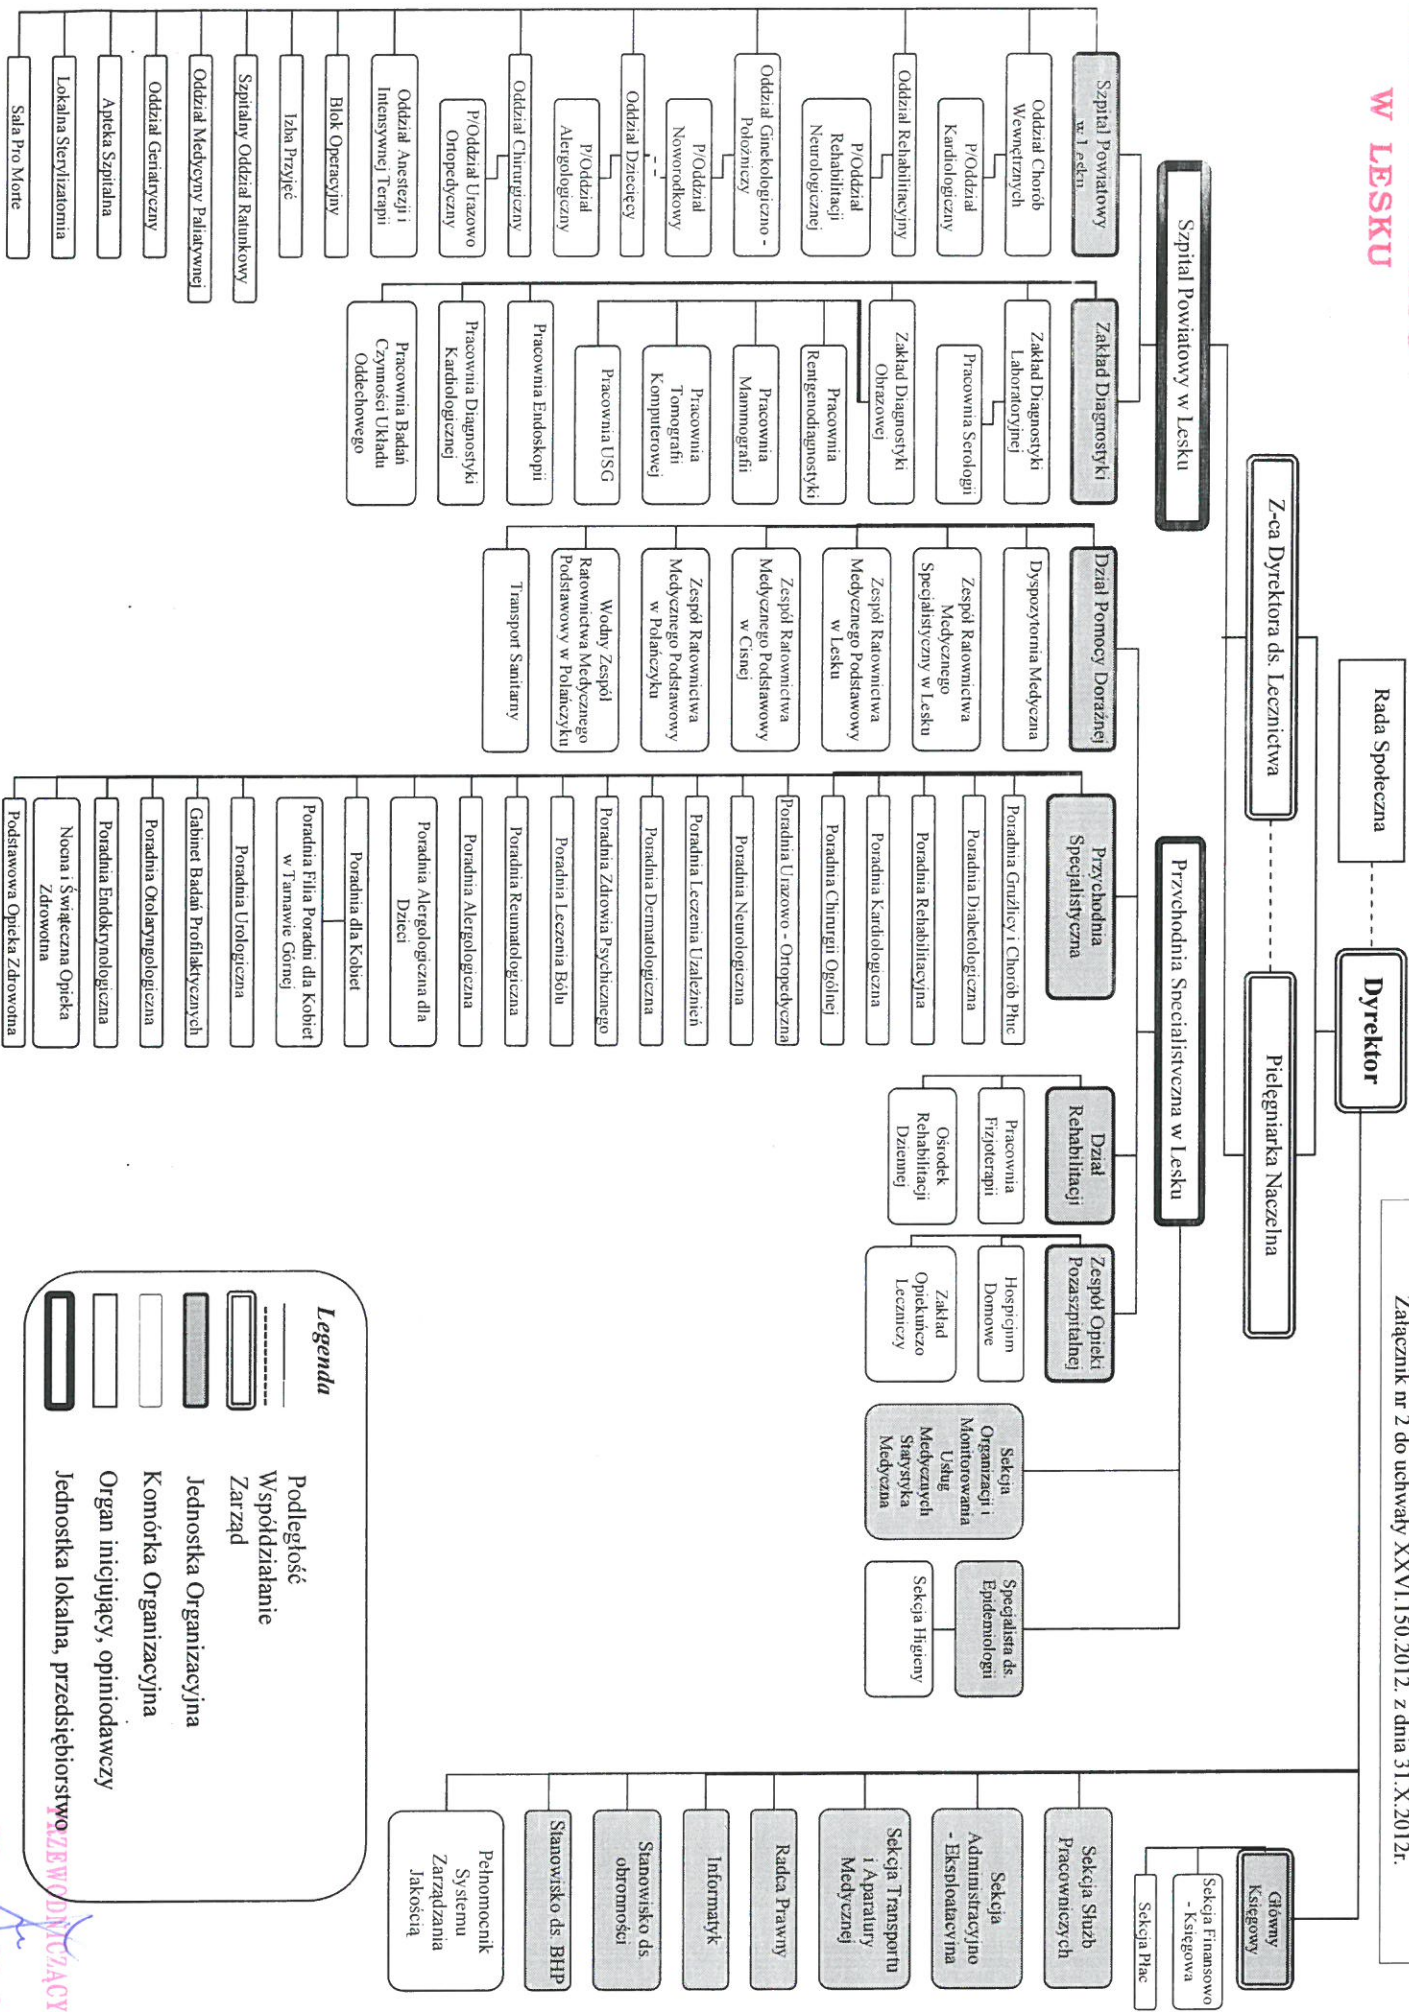 W LESKU
Załącznik nr 2 do uchwały XXVI.150.2012. z dnia 31.X.2012r.
Rada Społeczna
Dyrektor
Z-ca Dyrektora ds. Lecznictwa
Pielęgniarka Naczelna
Szpital Powiatowy w Lesku
Przychodnia Specjalistyczna w Lesku
Szpital Powiatowy
w Lesku
Oddział Chorób
Wewnętrznych
P/Oddział
Kardiologiczny
Oddział Rehabilitacyjny
P/Oddział
Rehabilitacji
Neurologicznej
Oddział Ginekologiczno -
Położniczy
P/Oddział
Noworodkowy
Oddział Dziecięcy
P/Oddział
Alergologiczny
Oddział Chirurgiczny
P/Oddział Urazowo
Ortopedyczny
Oddział Anestezji i
Intensywnej Terapii
Blok Operacyjny
Izba Przyjęć
Szpitalny Oddział Ratunkowy
Oddział Medycyny Paliatywnej
Oddział Geriatryczny
Apteka Szpitalna
Lokalna Sterylizatornia
Sala Pro Morte
Zakład Diagnostyki
Zakład Diagnostyki
Laboratoryjnej
Pracownia Serologii
Zakład Diagnostyki
Obrazowej
Pracownia
Rentgenodiagnostyki
Pracownia
Mammografii
Pracownia
Tomografii
Komputerowej
Pracownia USG
Pracownia Endoskopii
Pracownia Diagnostyki
Kardiologicznej
Pracownia Badań
Czynności Układu
Oddechowego
Dział Pomocy Doraźnej
Dyspozytornia Medyczna
Zespół Ratownictwa
Medycznego
Specjalistyczny w Lesku
Zespół Ratownictwa
Medycznego Podstawowy
w Lesku
Zespół Ratownictwa
Medycznego Podstawowy
w Cisnej
Zespół Ratownictwa
Medycznego Podstawowy
w Polańczyku
Wodny Zespół
Ratownictwa Medycznego
Podstawowy w Polańczyku
Transport Sanitarny
Przychodnia
Specjalistyczna
Poradnia Gruźlicy i Chorób Płuc
Poradnia Diabetologiczna
Poradnia Rehabilitacyjna
Poradnia Kardiologiczna
Poradnia Chirurgii Ogólnej
Poradnia Urazowo - Ortopedyczna
Poradnia Neurologiczna
Poradnia Leczenia Uzależnień
Poradnia Dermatologiczna
Poradnia Zdrowia Psychicznego
Poradnia Leczenia Bólu
Poradnia Reumatologiczna
Poradnia Alergologiczna
Poradnia Alergologiczna dla
Dzieci
Poradnia dla Kobiet
Poradnia Filia Poradni dla Kobiet
w Tarnawie Górnej
Poradnia Urologiczna
Gabinet Badań Profilaktycznych
Poradnia Otolaryngologiczna
Poradnia Endokrynologiczna
Nocna i Świąteczna Opieka
Zdrowotna
Podstawowa Opieka Zdrowotna
Dział
Rehabilitacji
Pracownia
Fizjoterapii
Ośrodek
Rehabilitacji
Dziennej
Zespół Opieki
Pozaszpitalnej
Hospicjum
Domowe
Zakład
Opiekuńczo
Leczniczy
Sekcja
Organizacji i
Monitorowania
Usług
Medycznych
Statystyka
Medyczna
Specjalista ds.
Epidemiologii
Sekcja Higieny
Główny
Księgowy
Sekcja Finansowo
- Księgowa
Sekcja Płac
Sekcja Służb
Pracowniczych
Sekcja
Administracyjno
- Eksploatacyjna
Sekcja Transportu
i Aparatury
Medycznej
Radca Prawny
Informatyk
Stanowisko ds.
obronności
Stanowisko ds. BHP
Pełnomocnik
Systemu
Zarządzania
Jakością
Legenda
Podległość
Współdziałanie
Zarząd
Jednostka Organizacyjna
Komórka Organizacyjna
Organ inicjujący, opiniodawczy
Jednostka lokalna, przedsiębiorstwo
PRZEWODNICZĄCY